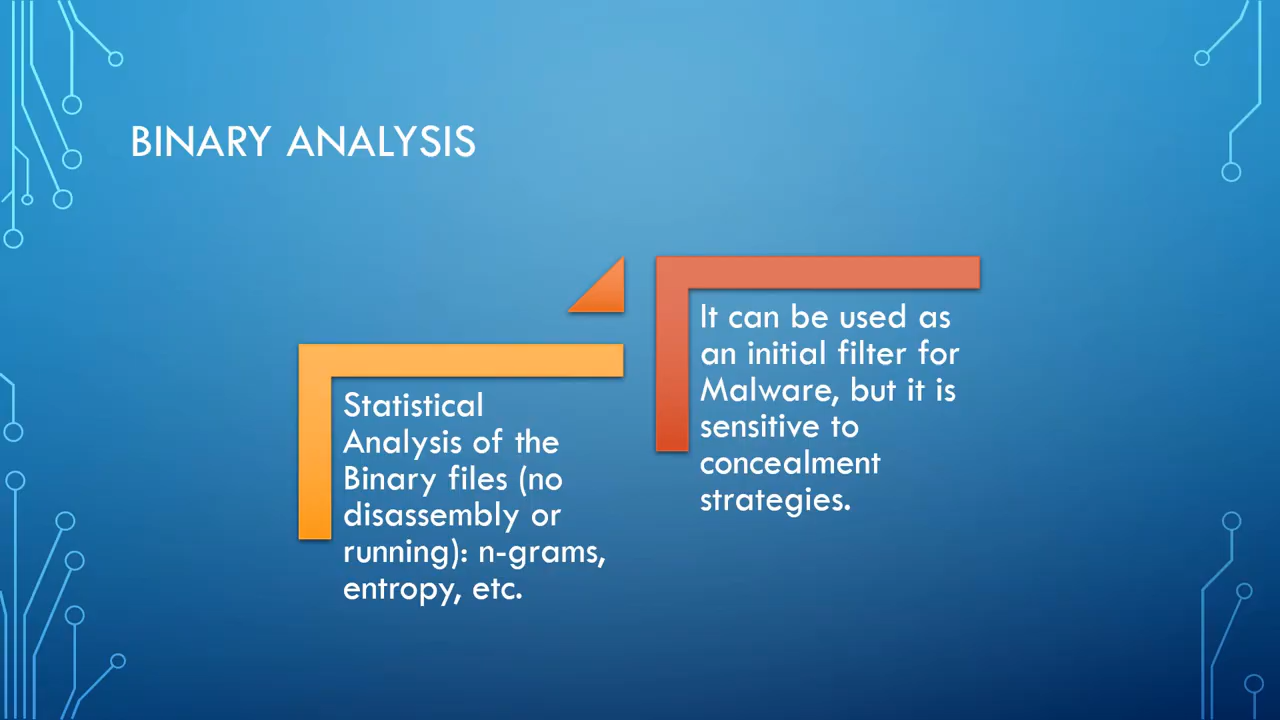 BINARY ANALYSIS
Statistical
Analysis of the
Binary files (no
disassembly or
running): n-grams,
entropy, etc.
It can be used as
an initial filter for
Malware, but it is
sensitive to
concealment
strategies.